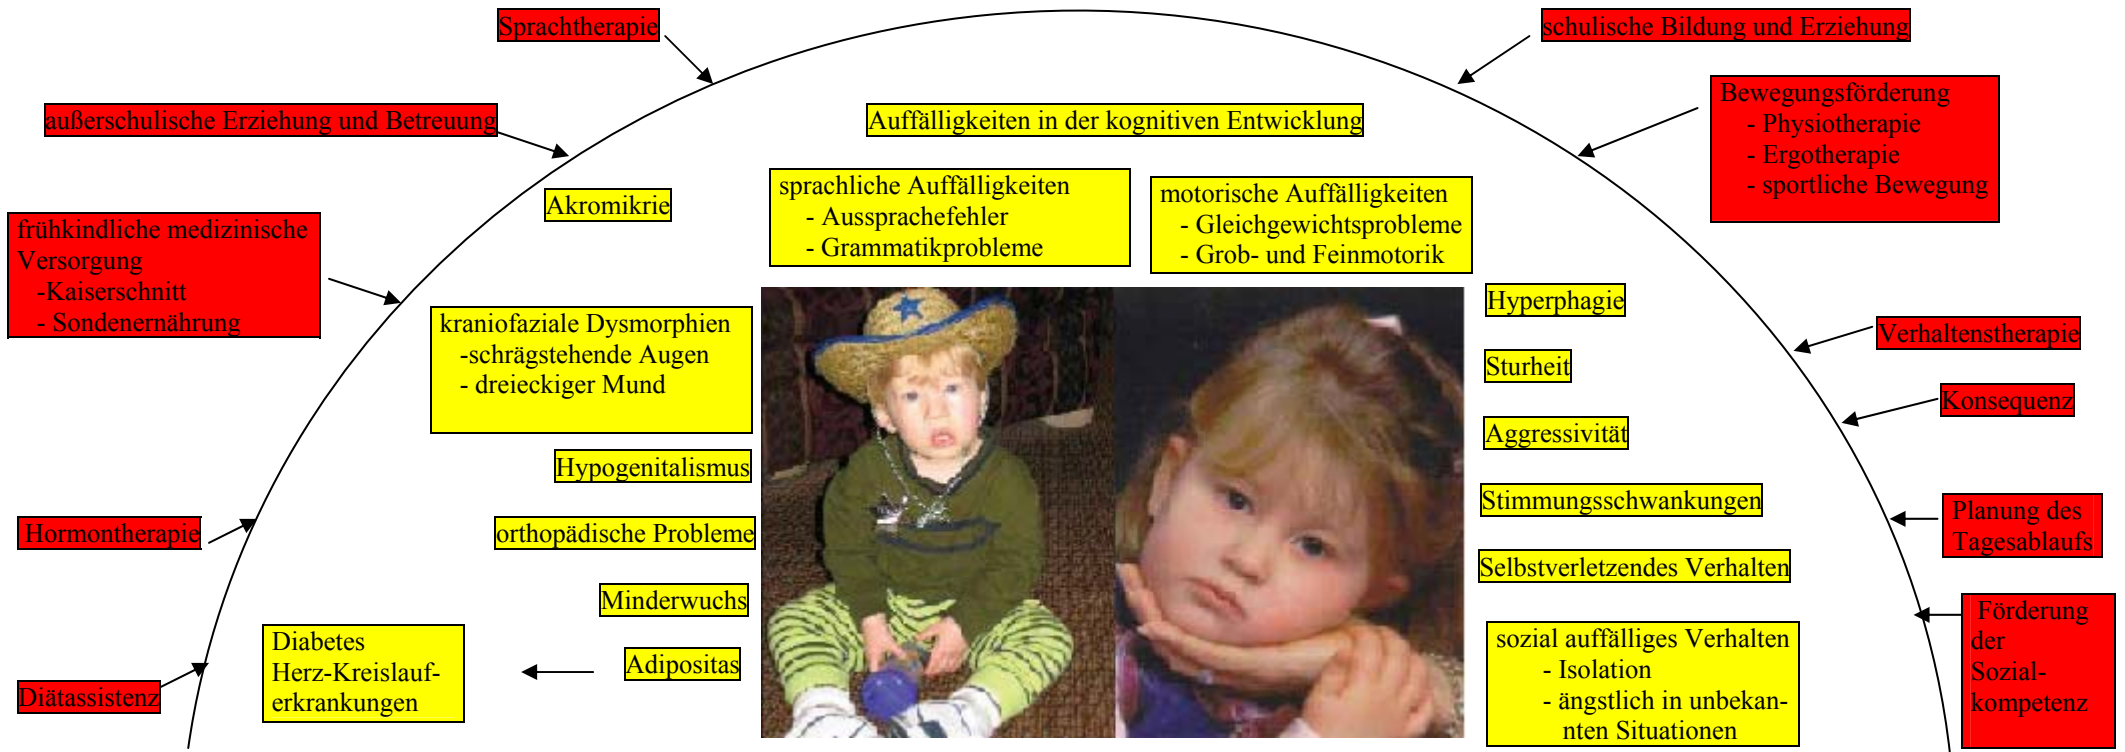 Sprachtherapie
schulische Bildung und Erziehung
außerschulische Erziehung und Betreuung
Auffälligkeiten in der kognitiven Entwicklung
Bewegungsförderung
- Physiotherapie
- Ergotherapie
- sportliche Bewegung
Akromikrie
sprachliche Auffälligkeiten
- Aussprachefehler
- Grammatikprobleme
motorische Auffälligkeiten
- Gleichgewichtsprobleme
- Grob- und Feinmotorik
frühkindliche medizinische
Versorgung
-Kaiserschnitt
- Sondenernährung
kraniofaziale Dysmorphien
-schrägstehende Augen
- dreieckiger Mund
Hyperphagie
Verhaltenstherapie
Sturheit
Konsequenz
Aggressivität
Hypogenitalismus
Stimmungsschwankungen
Hormontherapie
orthopädische Probleme
Planung des
Tagesablaufs
Selbstverletzendes Verhalten
Minderwuchs
Förderung
der
Sozial-
kompetenz
Diabetes
Herz-Kreislauf-
erkrankungen
Adipositas
sozial auffälliges Verhalten
- Isolation
- ängstlich in unbekan-
nten Situationen
Diätassistenz